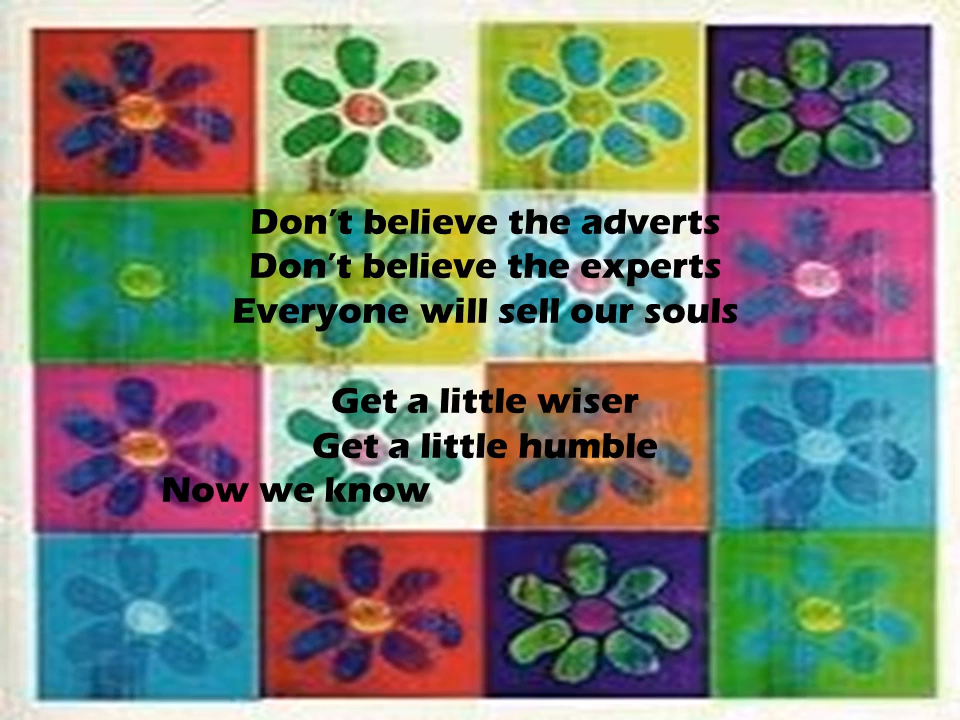 Don't believe the adverts
Don't believe the experts
Everyone will sell our souls
Get a little wiser
Get a little humble
Now we know